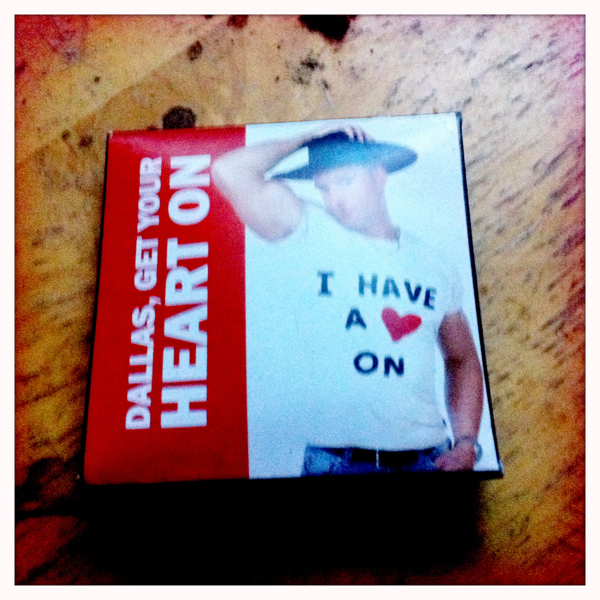 DALLAS, GET YOUR
HEART ON
I HAVE
A ❤
ON